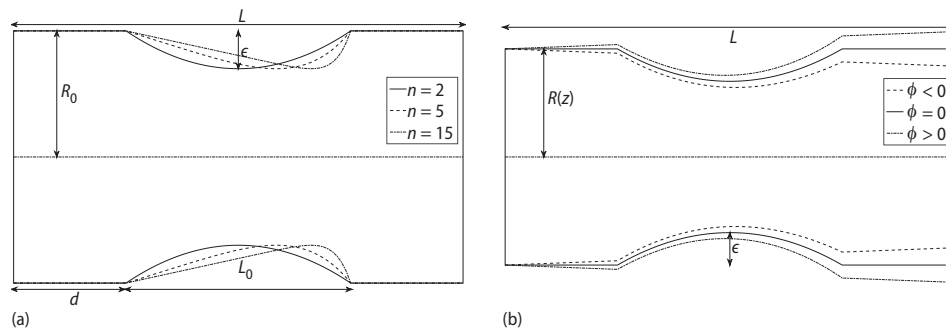 L
ϵ
R0
n = 2
n = 5
n = 15
L0
d
(a)
L
R(z)
ϕ < 0
ϕ = 0
ϕ > 0
ϵ
(b)